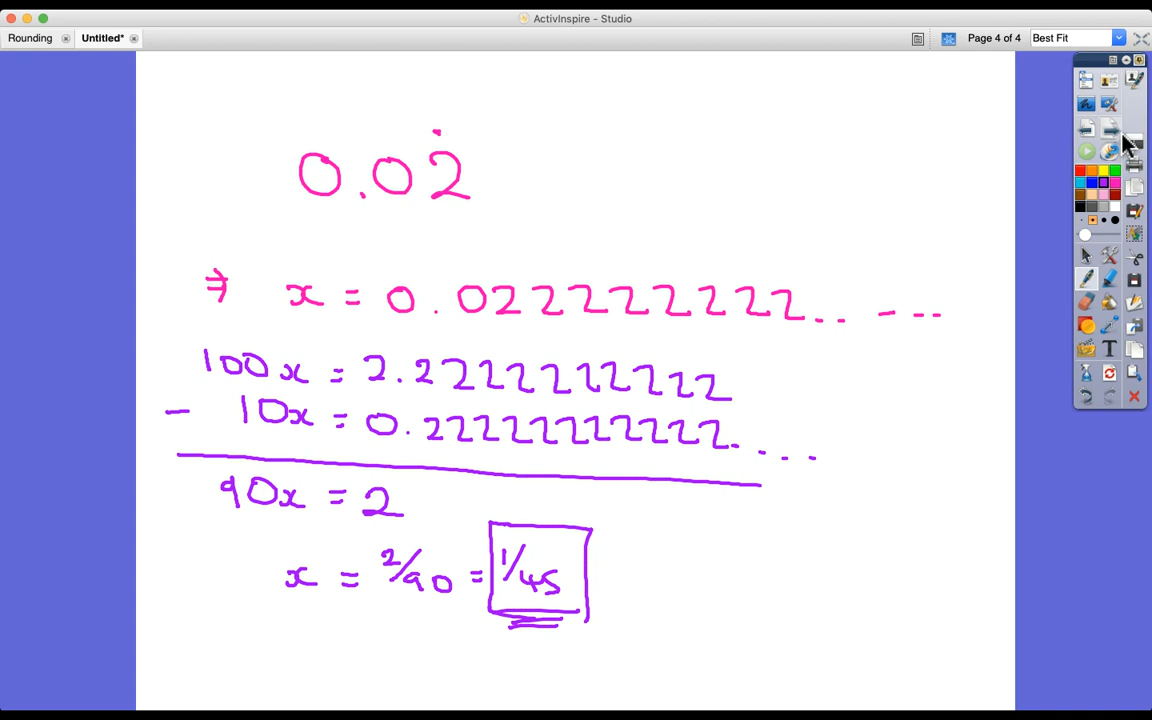 ActivInspire - Studio
Rounding Untitled* Page 4 of 4 Best Fit
0.02̇
⇒ x = 0.022222222.. - ...
100x = 2.2222222222
- 10x = 0.22222222222....
90x = 2
x = 2/90 = 1/45